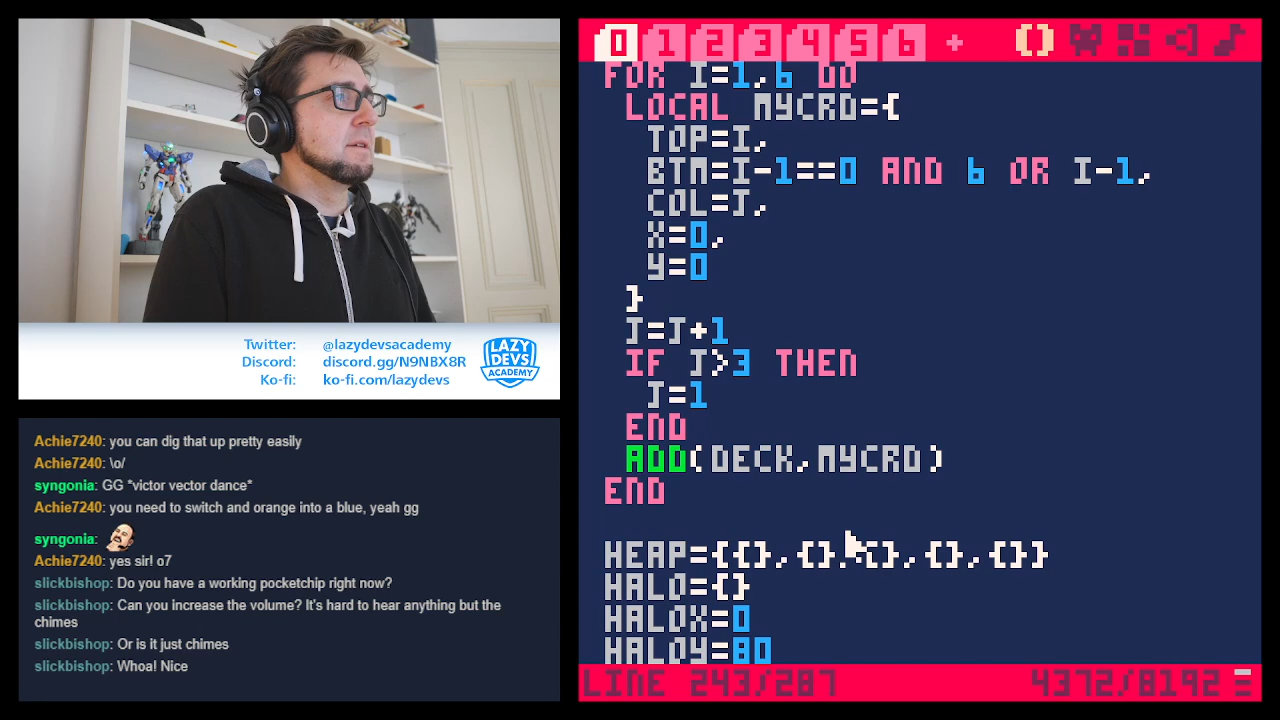 Twitter: @lazydevsacademy
Discord: discord.gg/N9NBX8R
Ko-fi: ko-fi.com/lazydevs
LAZY
DEVS
ACADEMY
Achie7240: you can dig that up pretty easily
Achie7240: \o/
syngonia: GG *victor vector dance*
Achie7240: you need to switch and orange into a blue, yeah gg
syngonia:
Achie7240: yes sir! o7
slickbishop: Do you have a working pocketchip right now?
slickbishop: Can you increase the volume? It's hard to hear anything but the
chimes
slickbishop: Or is it just chimes
slickbishop: Whoa! Nice
0 1 2 3 4 5 6 +
FOR I=1,6 DO
LOCAL MYCRD={
TOP=I,
BTM=I-1==0 AND 6 OR I-1,
COL=J,
X=0,
Y=0
}
J=J+1
IF J>3 THEN
J=1
END
ADD(DECK,MYCRD)
END
HEAP={{},{},{},{},{}}
HALO={}
HALOX=0
HALOY=80
LINE 243/287
4372/8192